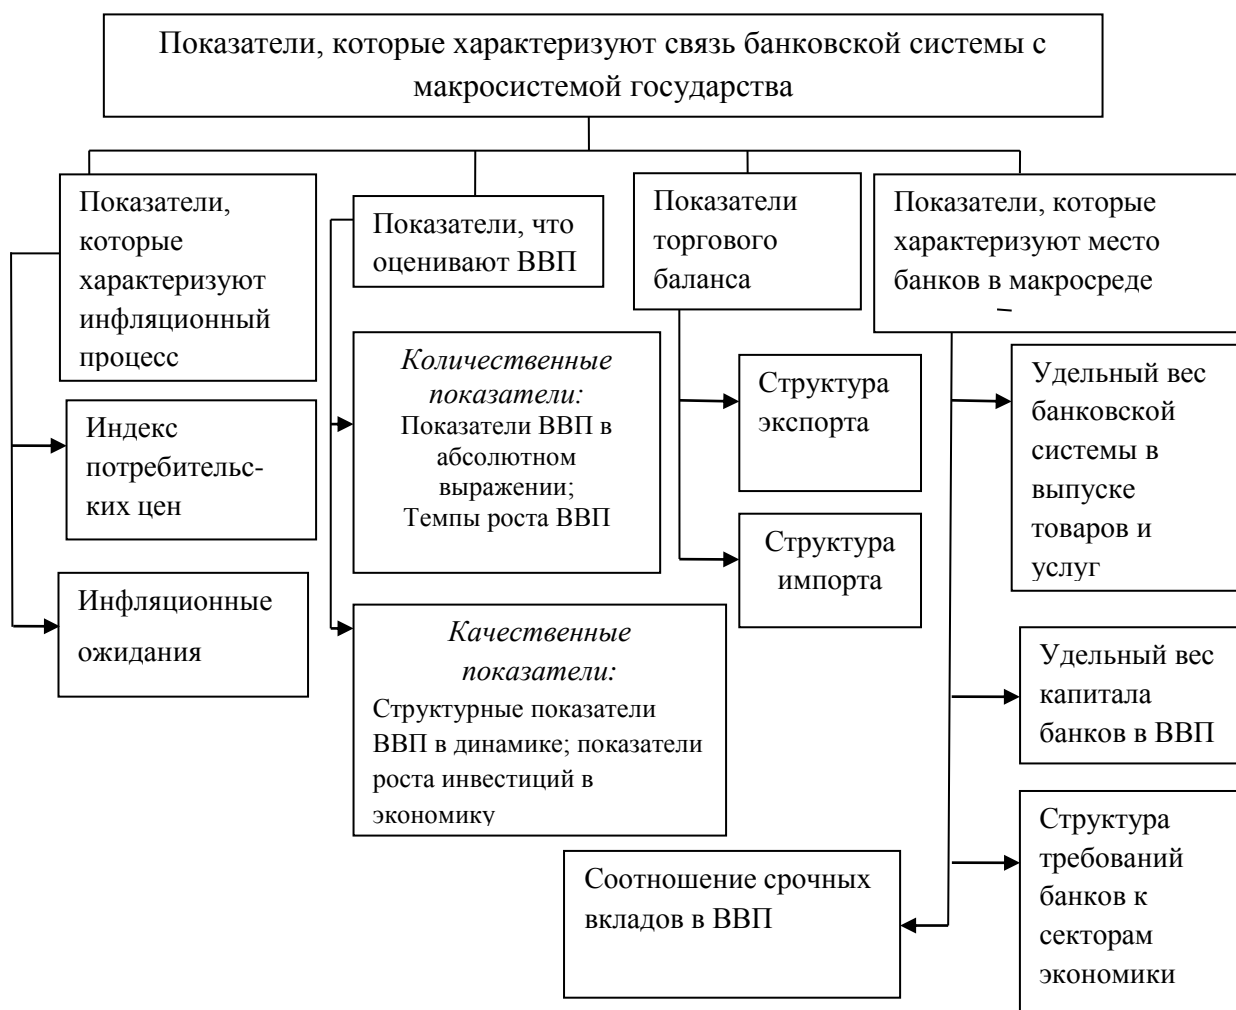 Показатели, которые характеризуют связь банковской системы с
макросистемой государства
Показатели,
которые
характеризуют
инфляционный
процесс
Индекс
потребительс-
ких цен
Инфляционные
ожидания
Показатели, что
оценивают ВВП
Количественные
показатели:
Показатели ВВП в
абсолютном
выражении;
Темпы роста ВВП
Качественные
показатели:
Структурные показатели
ВВП в динамике; показатели
роста инвестиций в
экономику
Показатели
торгового
баланса
Структура
экспорта
Структура
импорта
Показатели, которые
характеризуют место
банков в макросреде
Удельный вес
банковской
системы в
выпуске
товаров и
услуг
Удельный вес
капитала
банков в ВВП
Структура
требований
банков к
секторам
экономики
Соотношение срочных
вкладов в ВВП